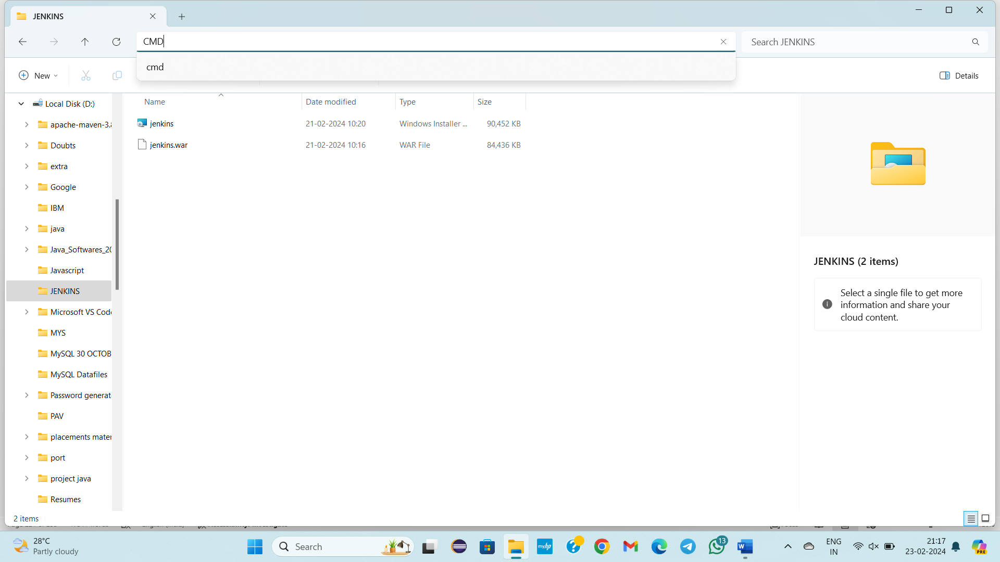 JENKINS
CMD
Search JENKINS
cmd
New
Details
Name
Date modified
Type
Size
Local Disk (D:)
apache-maven-3.8
Doubts
extra
Google
IBM
java
Java_Softwares_20
Javascript
JENKINS
Microsoft VS Code
MYS
MySQL 30 OCTOB
MySQL Datafiles
Password generat
PAV
placements mater
port
project java
Resumes
jenkins 21-02-2024 10:20 Windows Installer ... 90,452 KB
jenkins.war 21-02-2024 10:16 WAR File 84,436 KB
JENKINS (2 items)
Select a single file to get more
information and share your
cloud content.
2 items
28°C
Partly cloudy
Search
myhp
13
ENG
IN
21:17
23-02-2024
PRE